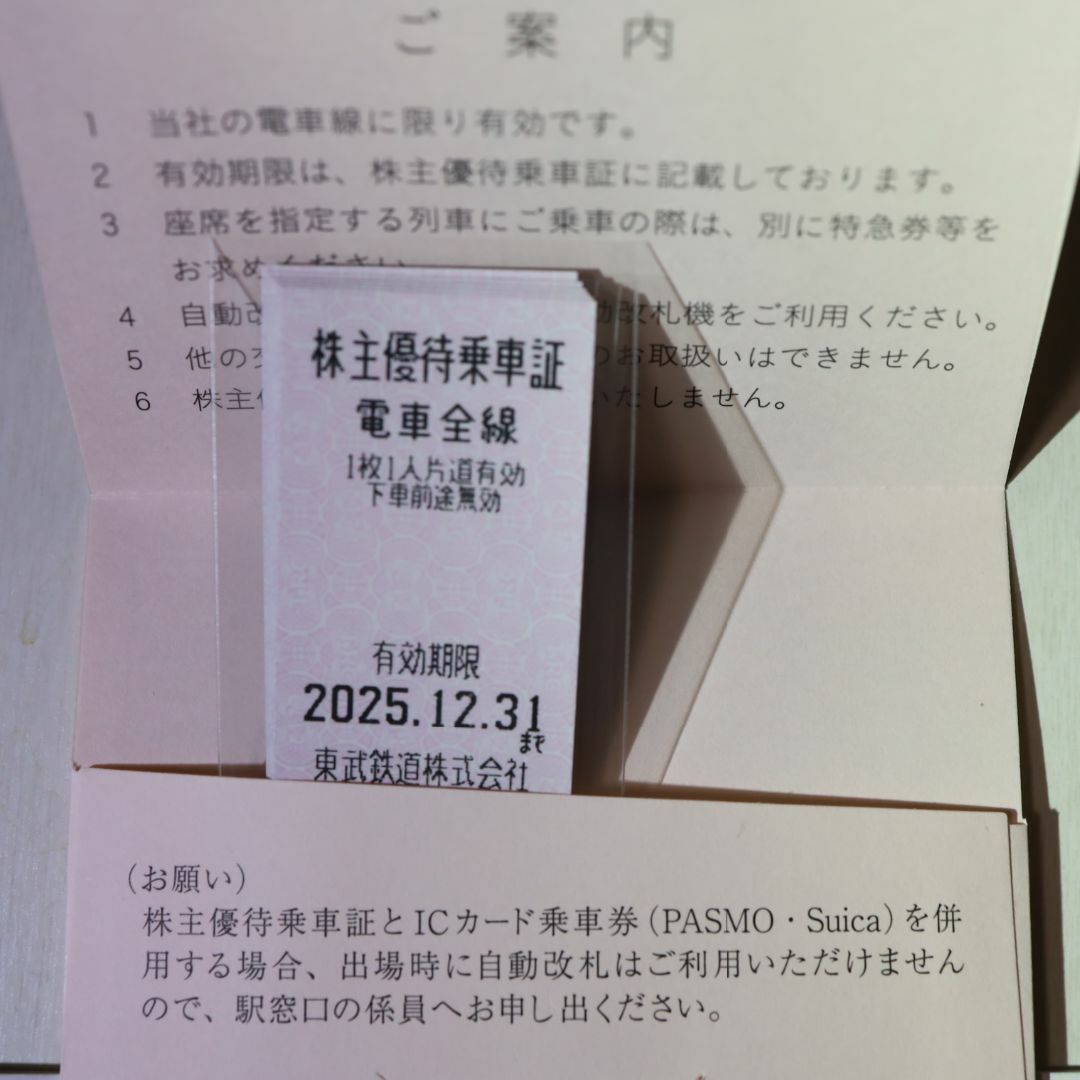 ご案内
1 当社の電車線に限り有効です。
2 有効期限は、株主優待乗車証に記載しております。
3 座席を指定する列車にご乗車の際は、別に特急券等を
お求めください
4 自動改 動改札機をご利用ください。
5 他の のお取扱いはできません。
6 株主 いたしません。
株主優待乗車証
電車全線
1枚1人片道有効
下車前途無効
有効期限
2025.12.31
まで
東武鉄道株式会社
(お願い)
株主優待乗車証とICカード乗車券(PASMO・Suica)を併
用する場合、出場時に自動改札はご利用いただけません
ので、駅窓口の係員へお申し出ください。